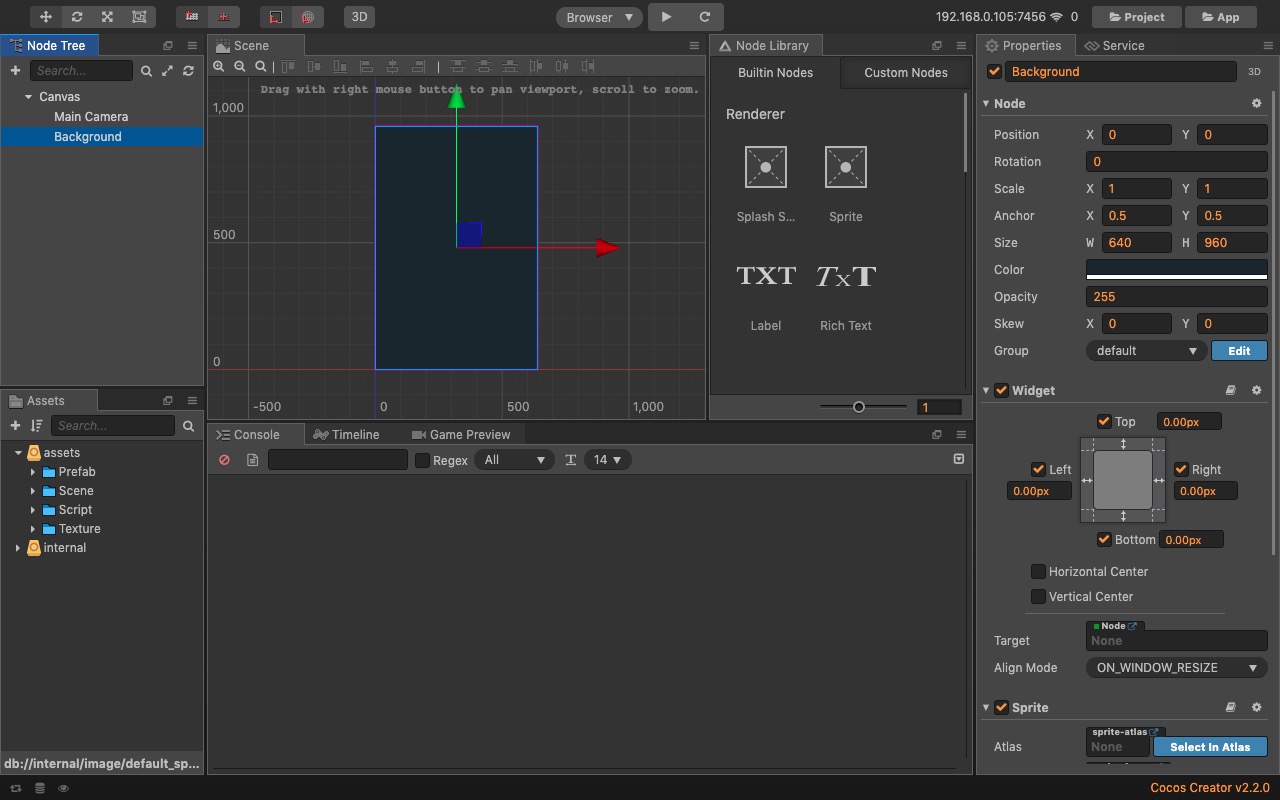 3D Browser 192.168.0.105:7456 0 Project App
Node Tree
Search...
Canvas
Main Camera
Background
Assets
Search...
assets
Prefab
Scene
Script
Texture
internal
db://internal/image/default_sp...
Scene
Drag with right mouse button to pan viewport, scroll to zoom.
1,000
500
0
-500 0 500 1,000
Node Library
Builtin Nodes Custom Nodes
Renderer
Splash S... Sprite
TXT TxT
Label Rich Text
1
Console Timeline Game Preview
Regex All 14
Properties Service
Background 3D
Node
Position X 0 Y 0
Rotation 0
Scale X 1 Y 1
Anchor X 0.5 Y 0.5
Size W 640 H 960
Color
Opacity 255
Skew X 0 Y 0
Group default Edit
Widget
Top 0.00px
Left Right
0.00px 0.00px
Bottom 0.00px
Horizontal Center
Vertical Center
Node
Target None
Align Mode ON_WINDOW_RESIZE
Sprite
sprite-atlas
Atlas None Select In Atlas
Cocos Creator v2.2.0